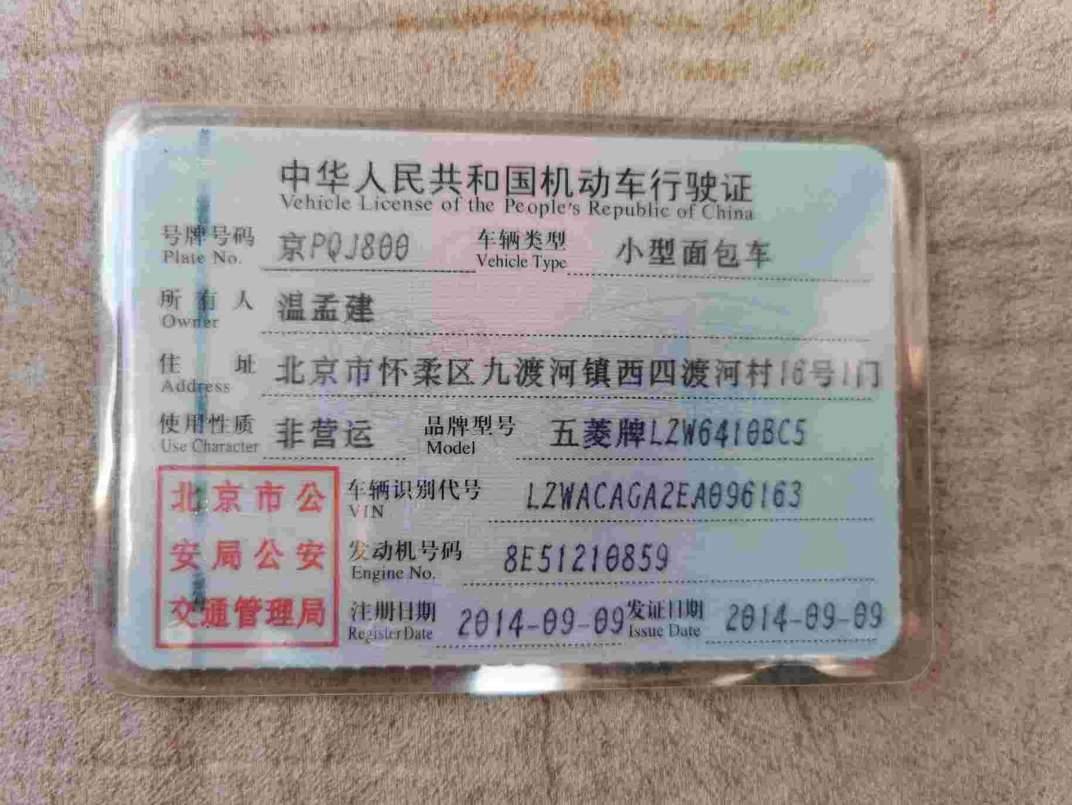 中华人民共和国机动车行驶证
Vehicle License of the People's Republic of China
号牌号码 京PQJ800 车辆类型 小型面包车
Plate No. Vehicle Type
所有人 温孟建
Owner
住址 北京市怀柔区九渡河镇西四渡河村16号1门
Address
使用性质 非营运 品牌型号 五菱牌LZW6410BC5
Use Character Model
北京市公 车辆识别代号 LZWACAGA2EA096163
VIN
安局公安 发动机号码 8E51210859
Engine No.
交通管理局 注册日期 2014-09-09 发证日期 2014-09-09
Register Date Issue Date